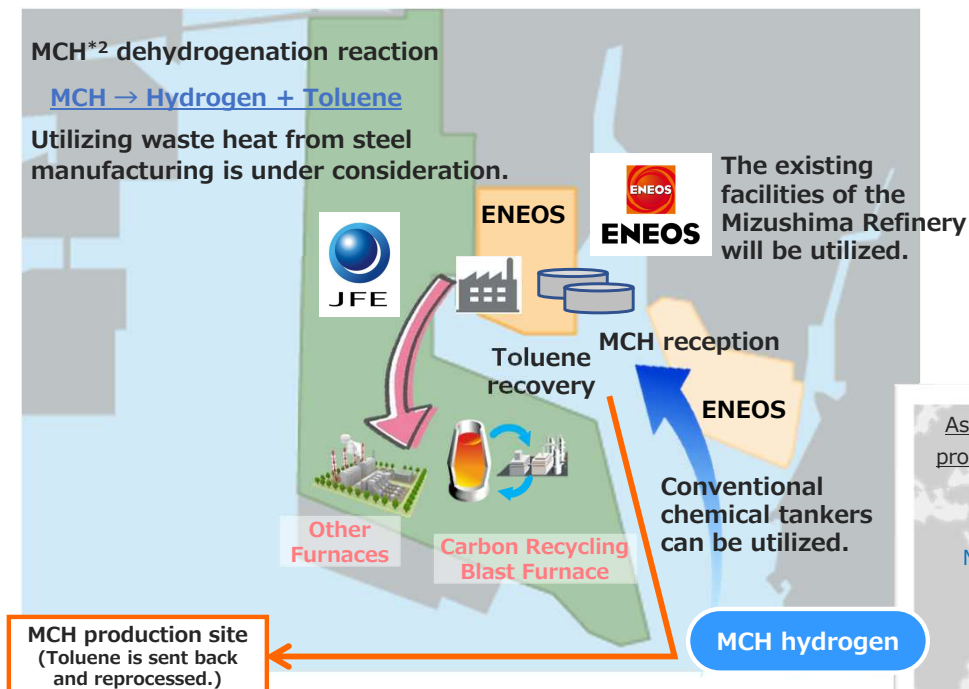 MCH*2 dehydrogenation reaction
MCH → Hydrogen + Toluene
Utilizing waste heat from steel
manufacturing is under consideration.
JFE
ENEOS
ENEOS
ENEOS
The existing
facilities of the
Mizushima Refinery
will be utilized.
MCH reception
Toluene
recovery
ENEOS
Conventional
chemical tankers
can be utilized.
Other
Furnaces
Carbon Recycling
Blast Furnace
MCH production site
(Toluene is sent back
and reprocessed.)
MCH hydrogen
As
pro